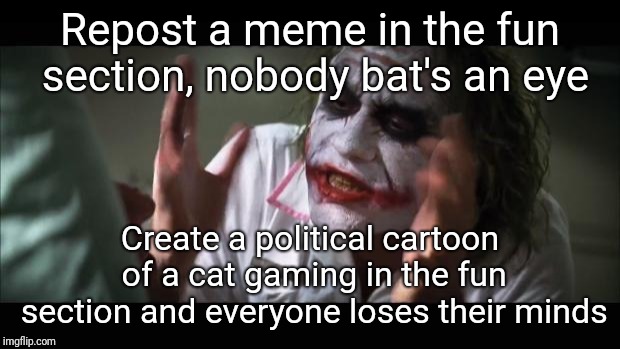 Repost a meme in the fun
section, nobody bat's an eye
Create a political cartoon
of a cat gaming in the fun
section and everyone loses their minds
imgflip.com